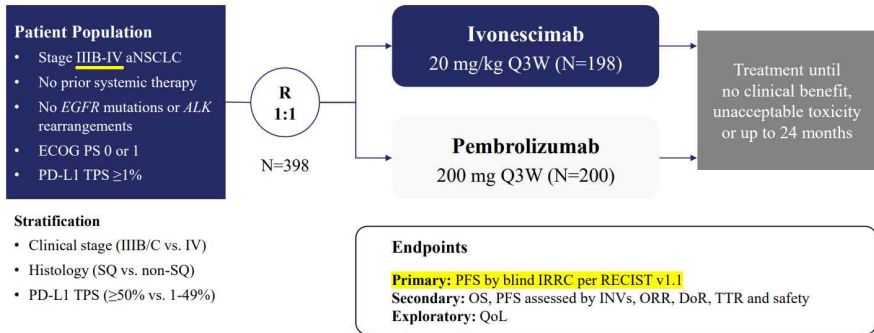 Patient Population
• Stage IIIB-IV aNSCLC
• No prior systemic therapy
• No EGFR mutations or ALK
rearrangements
• ECOG PS 0 or 1
• PD-L1 TPS ≥1%
Stratification
• Clinical stage (IIIB/C vs. IV)
• Histology (SQ vs. non-SQ)
• PD-L1 TPS (≥50% vs. 1-49%)
R
1:1
N=398
Ivonescimab
20 mg/kg Q3W (N=198)
Pembrolizumab
200 mg Q3W (N=200)
Treatment until
no clinical benefit,
unacceptable toxicity
or up to 24 months
Endpoints
Primary: PFS by blind IRRC per RECIST v1.1
Secondary: OS, PFS assessed by INVs, ORR, DoR, TTR and safety
Exploratory: QoL